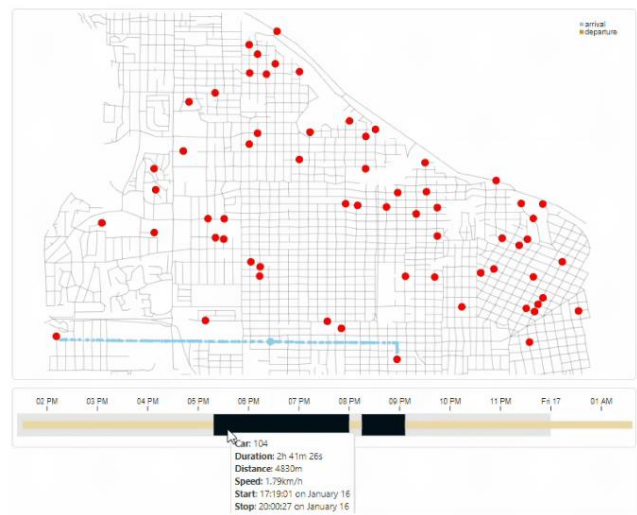 arrival
departure
02 PM 03 PM 04 PM 05 PM 06 PM 07 PM 08 PM 09 PM 10 PM 11 PM Fri 17 01 AM
Car: 104
Duration: 2h 41m 26s
Distance: 4830m
Speed: 1.79km/h
Start: 17:19:01 on January 16
Stop: 20:00:27 on January 16